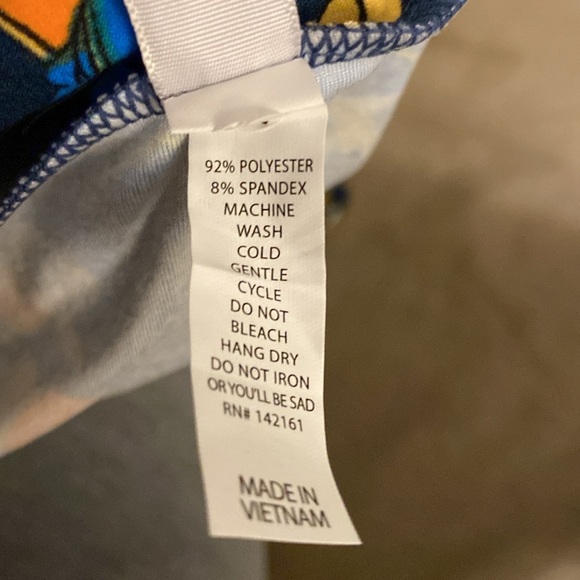 92% POLYESTER
8% SPANDEX
MACHINE
WASH
COLD
GENTLE
CYCLE
DO NOT
BLEACH
HANG DRY
DO NOT IRON
OR YOU'LL BE SAD
RN# 142161
MADE IN
VIETNAM